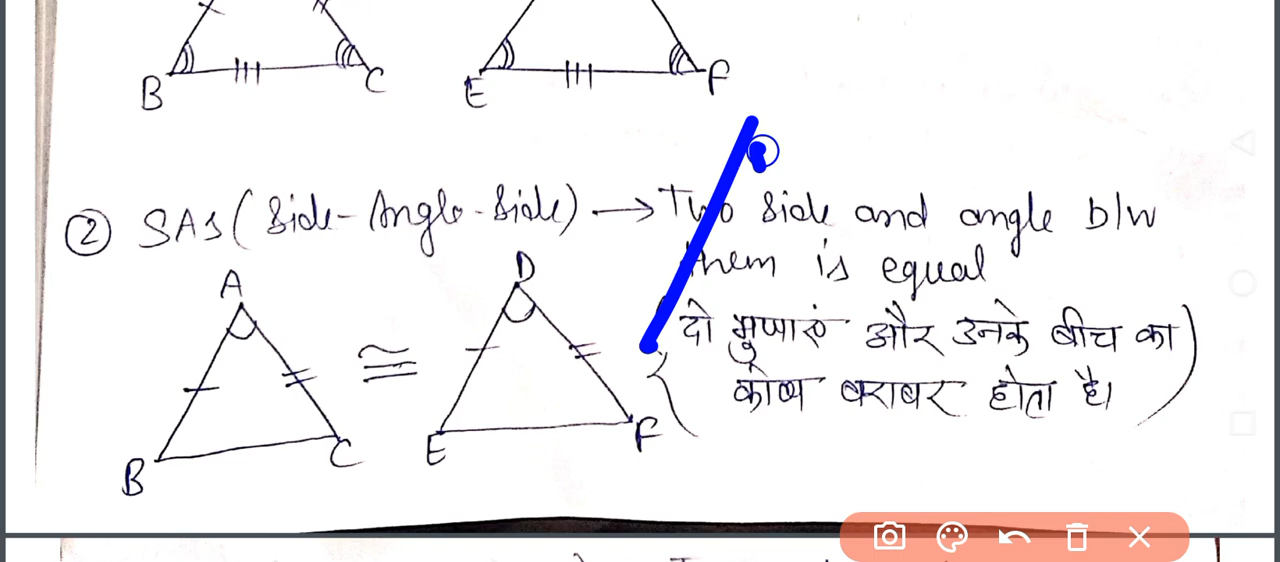 B C E F
② SAS (Side-Angle-Side) → Two side and angle b/w
them is equal
A D
(दो भुजाएं और उनके बीच का
कोण बराबर होता है।)
≅
B C E F